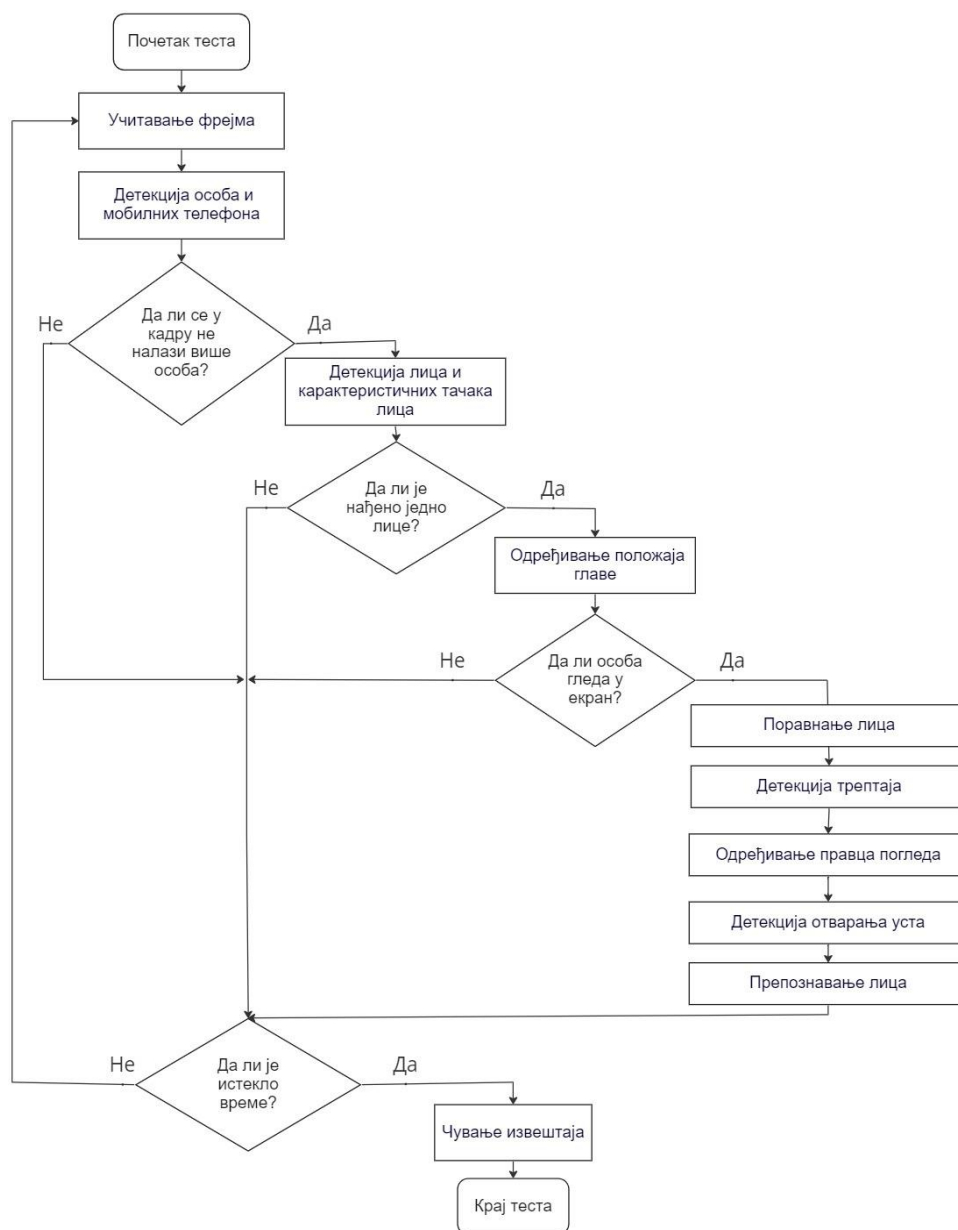 Почетак теста
Учитавање фрејма
Детекција особа и
мобилних телефона
Да ли се у
кадру не
налази више
особа?
Не
Да
Детекција лица и
карактеристичних тачака
лица
Да ли је
нађено једно
лице?
Не
Да
Одређивање положаја
главе
Да ли особа
гледа у
екран?
Не
Да
Поравнање лица
Детекција трептаја
Одређивање правца погледа
Детекција отварања уста
Препознавање лица
Да ли је
истекло
време?
Не
Да
Чување извештаја
Крај теста